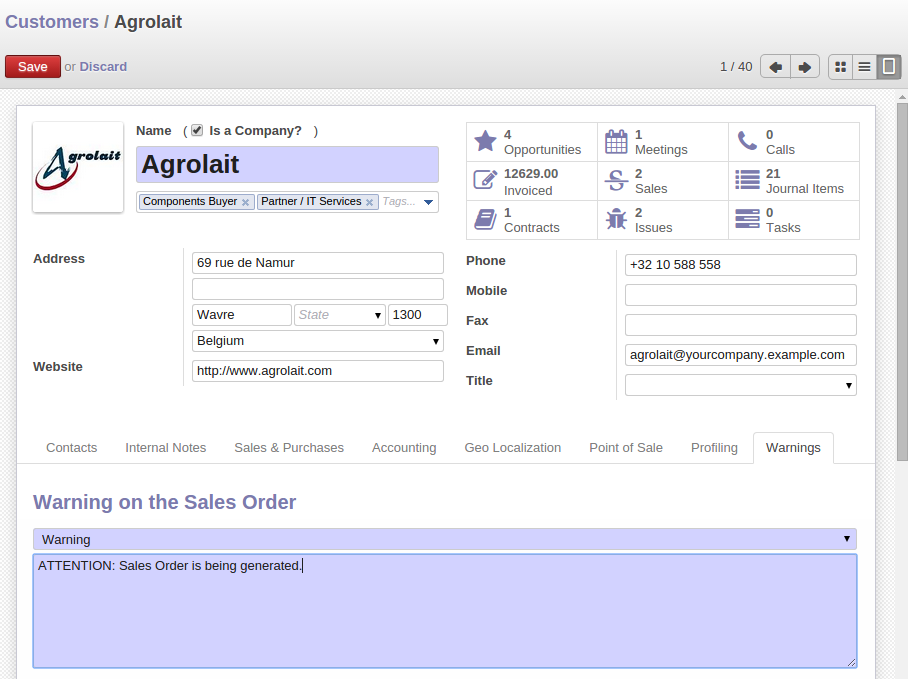 Customers / Agrolait
Save or Discard
1 / 40
Agrolait
Name ( Is a Company? )
Agrolait
Components Buyer x Partner / IT Services x Tags...
4
Opportunities
1
Meetings
0
Calls
12629.00
Invoiced
2
Sales
21
Journal Items
1
Contracts
2
Issues
0
Tasks
Address
69 rue de Namur
Wavre State 1300
Belgium
Website
http://www.agrolait.com
Phone
+32 10 588 558
Mobile
Fax
Email
agrolait@yourcompany.example.com
Title
Contacts Internal Notes Sales & Purchases Accounting Geo Localization Point of Sale Profiling Warnings
Warning on the Sales Order
Warning
ATTENTION: Sales Order is being generated.